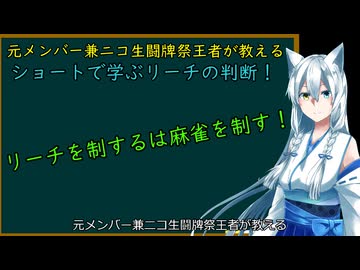 元メンバー兼ニコ生闘牌祭王者が教える
ショートで学ぶリーチの判断！
リーチを制するは麻雀を制す！
元メンバー兼ニコ生闘牌祭王者が教える